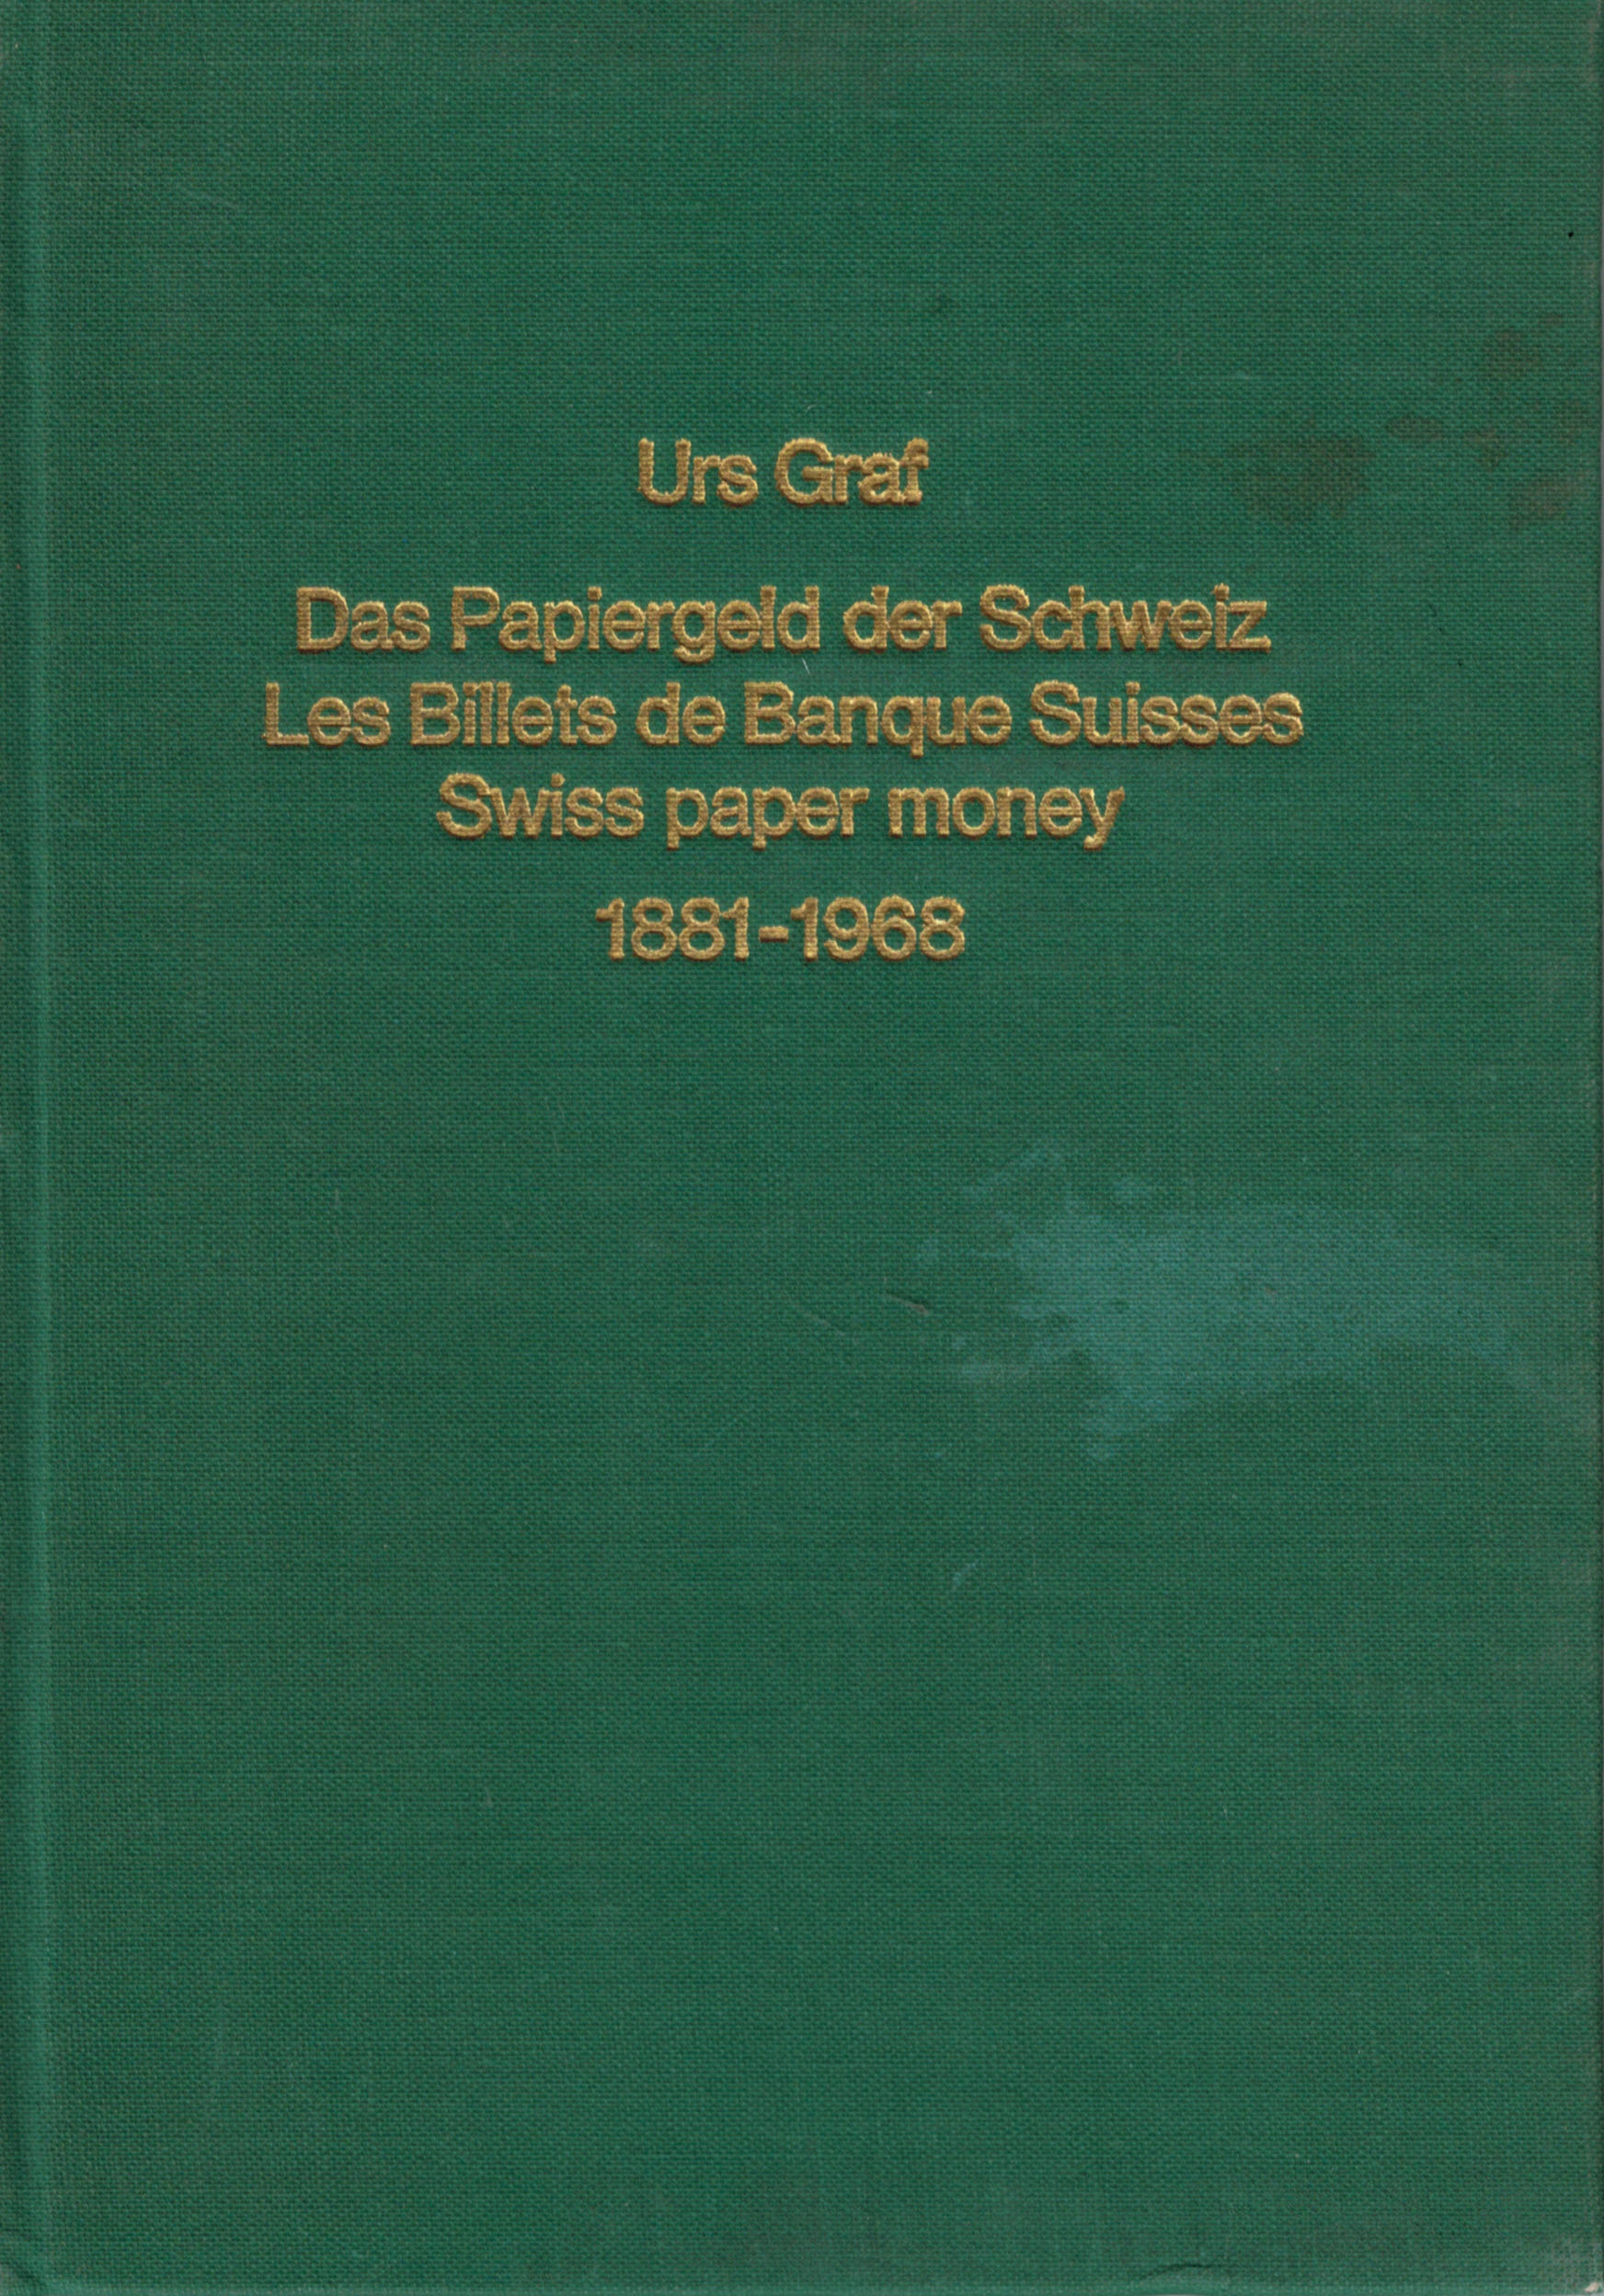 Urs Graf
Das Papiergeld der Schweiz
Les Billets de Banque Suisses
Swiss paper money
1881-1968